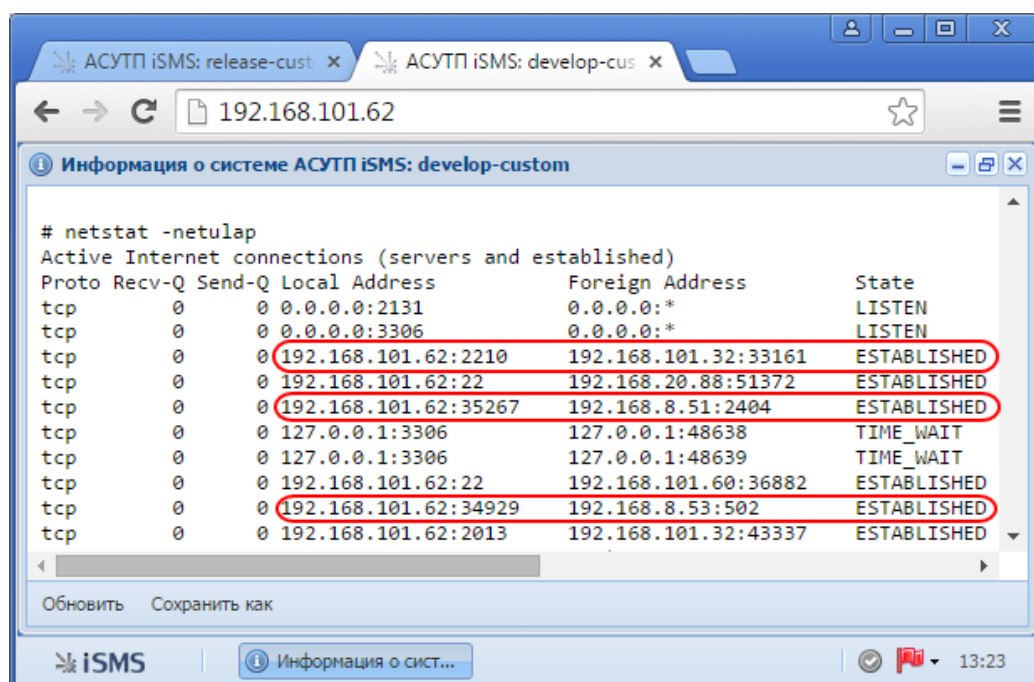 АСУТП iSMS: release-cust
АСУТП iSMS: develop-cus
192.168.101.62
Информация о системе АСУТП iSMS: develop-custom
# netstat -netulap
Active Internet connections (servers and established)
Proto Recv-Q Send-Q Local Address Foreign Address State
tcp 0 0 0.0.0.0:2131 0.0.0.0:* LISTEN
tcp 0 0 0.0.0.0:3306 0.0.0.0:* LISTEN
tcp 0 0 192.168.101.62:2210 192.168.101.32:33161 ESTABLISHED
tcp 0 0 192.168.101.62:22 192.168.20.88:51372 ESTABLISHED
tcp 0 0 192.168.101.62:35267 192.168.8.51:2404 ESTABLISHED
tcp 0 0 127.0.0.1:3306 127.0.0.1:48638 TIME_WAIT
tcp 0 0 127.0.0.1:3306 127.0.0.1:48639 TIME_WAIT
tcp 0 0 192.168.101.62:22 192.168.101.60:36882 ESTABLISHED
tcp 0 0 192.168.101.62:34929 192.168.8.53:502 ESTABLISHED
tcp 0 0 192.168.101.62:2013 192.168.101.32:43337 ESTABLISHED
Обновить Сохранить как
iSMS Информация о сист... 13:23